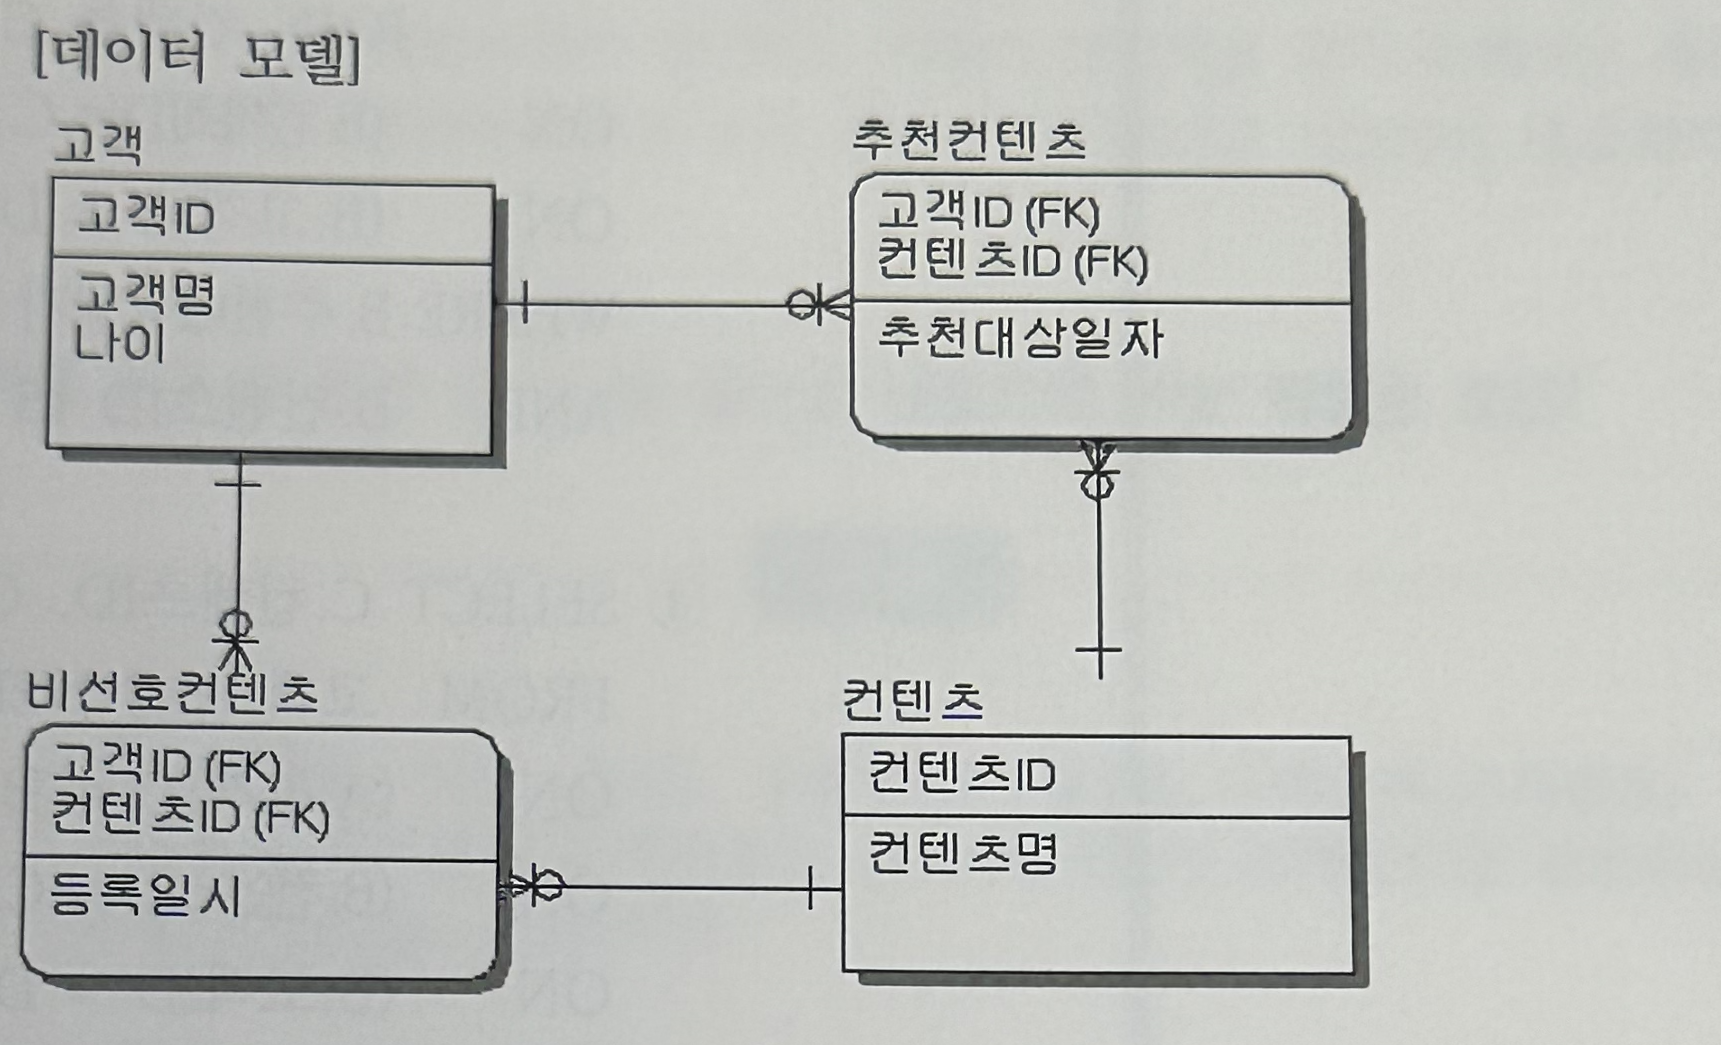 [데이터 모델]
고객
고객ID
고객명
나이
추천컨텐츠
고객ID (FK)
컨텐츠ID (FK)
추천대상일자
비선호컨텐츠
고객ID (FK)
컨텐츠ID (FK)
등록일시
컨텐츠
컨텐츠ID
컨텐츠명